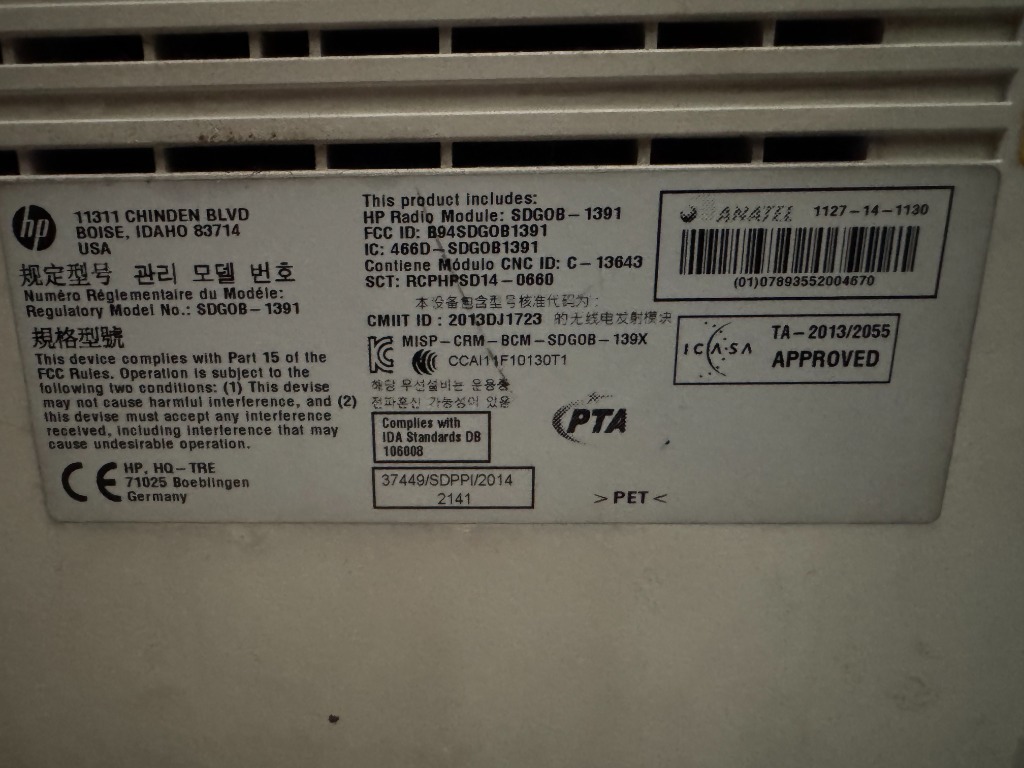 hp
11311 CHINDEN BLVD
BOISE, IDAHO 83714
USA
规定型号 관리 모델 번호
Numéro Réglementaire du Modéle:
Regulatory Model No.: SDGOB-1391
規格型號
This device complies with Part 15 of the
FCC Rules. Operation is subject to the
following two conditions: (1) This devise
may not cause harmful interference, and (2)
this devise must accept any interference
received, including interference that may
cause undesirable operation.
CE
HP, HQ-TRE
71025 Boeblingen
Germany
This product includes:
HP Radio Module: SDGOB-1391
FCC ID: B94SDGOB1391
IC: 466D-SDGOB1391
Contiene Módulo CNC ID: C-13643
SCT: RCPHPSD14-0660
本设备包含型号核准代码为:
CMIIT ID: 2013DJ1723 的无线电发射模块
MISP-CRM-BCM-SDGOB-139X
CCAI11F10130T1
해당 무선설비는 운용중
전파혼신 가능성이 있음
Complies with
IDA Standards DB
106008
37449/SDPPI/2014
2141
ANATEL 1127-14-1130
(01)07893552004670
ICASA
TA-2013/2055
APPROVED
PTA
>PET<